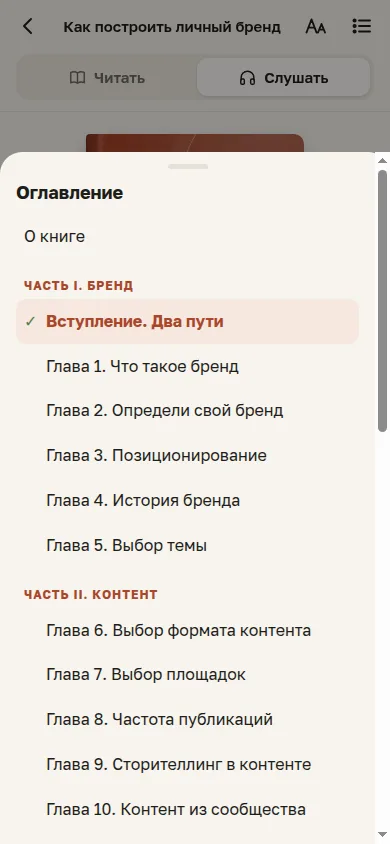 Как построить личный бренд
AA
Читать
Слушать
Оглавление
О книге
ЧАСТЬ I. БРЕНД
✓ Вступление. Два пути
Глава 1. Что такое бренд
Глава 2. Определи свой бренд
Глава 3. Позиционирование
Глава 4. История бренда
Глава 5. Выбор темы
ЧАСТЬ II. КОНТЕНТ
Глава 6. Выбор формата контента
Глава 7. Выбор площадок
Глава 8. Частота публикаций
Глава 9. Сторителлинг в контенте
Глава 10. Контент из сообщества